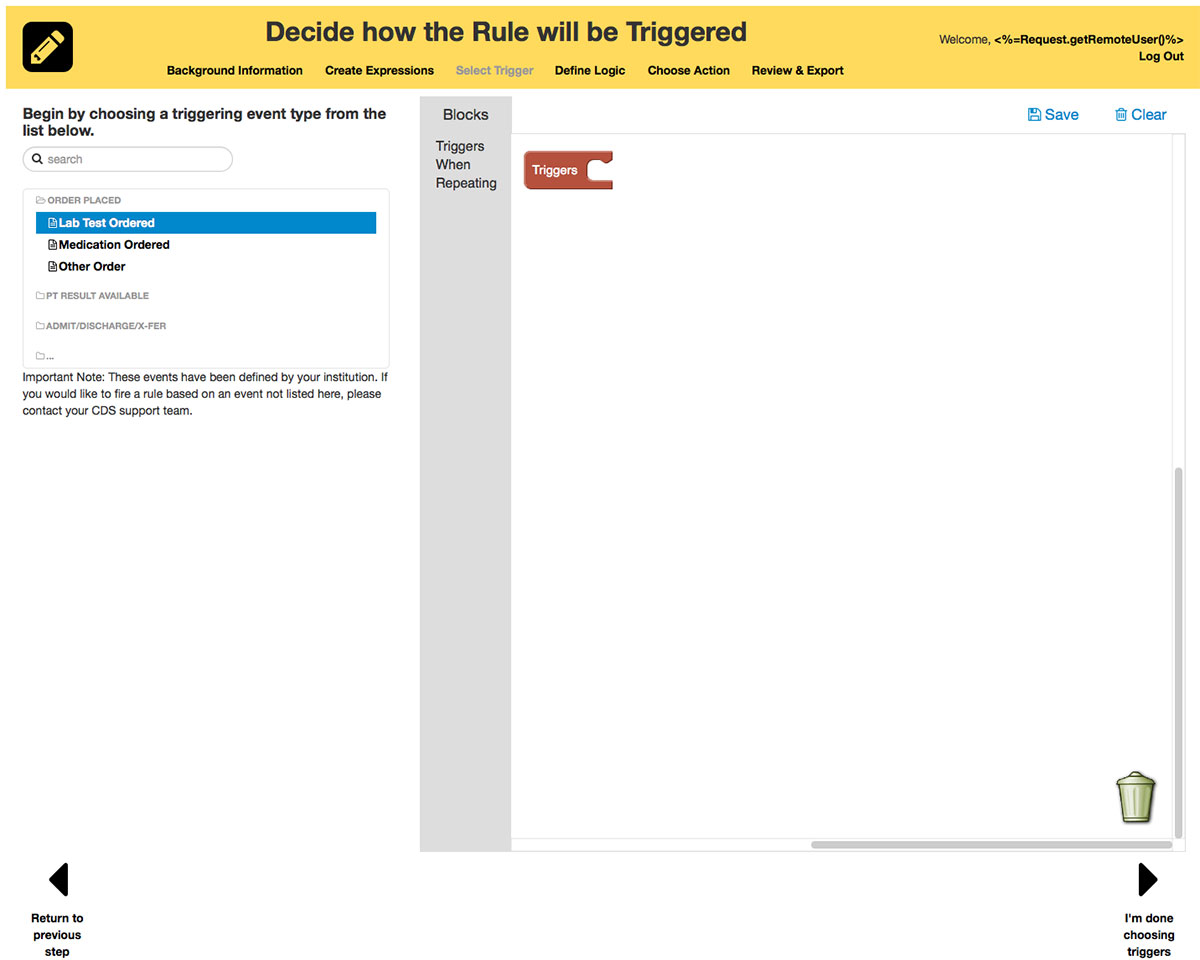 Decide how the Rule will be Triggered
Welcome, <%=Request.getRemoteUser()%>
Log Out
Background Information Create Expressions Select Trigger Define Logic Choose Action Review & Export
Begin by choosing a triggering event type from the
list below.
search
ORDER PLACED
Lab Test Ordered
Medication Ordered
Other Order
PT RESULT AVAILABLE
ADMIT/DISCHARGE/X-FER
...
Important Note: These events have been defined by your institution. If
you would like to fire a rule based on an event not listed here, please
contact your CDS support team.
Blocks
Triggers
When
Repeating
Save Clear
Triggers
Return to
previous
step
I'm done
choosing
triggers